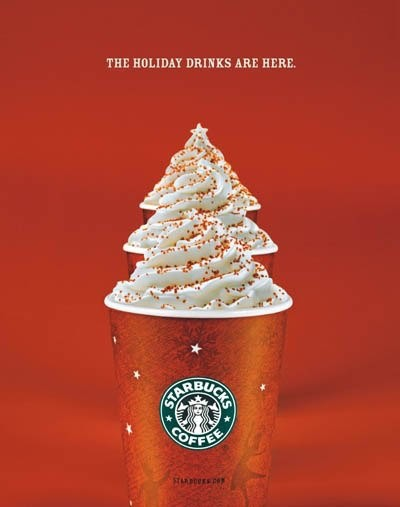 THE HOLIDAY DRINKS ARE HERE.
STARBUCKS
COFFEE
STARBUCKS.COM